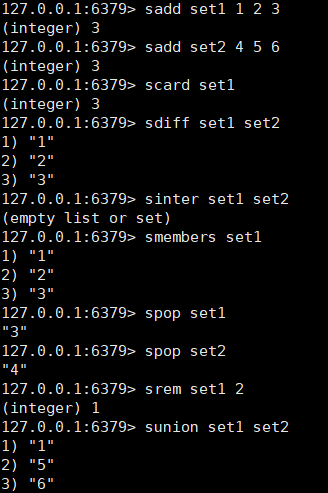 127.0.0.1:6379> sadd set1 1 2 3
(integer) 3
127.0.0.1:6379> sadd set2 4 5 6
(integer) 3
127.0.0.1:6379> scard set1
(integer) 3
127.0.0.1:6379> sdiff set1 set2
1) "1"
2) "2"
3) "3"
127.0.0.1:6379> sinter set1 set2
(empty list or set)
127.0.0.1:6379> smembers set1
1) "1"
2) "2"
3) "3"
127.0.0.1:6379> spop set1
"3"
127.0.0.1:6379> spop set2
"4"
127.0.0.1:6379> srem set1 2
(integer) 1
127.0.0.1:6379> sunion set1 set2
1) "1"
2) "5"
3) "6"